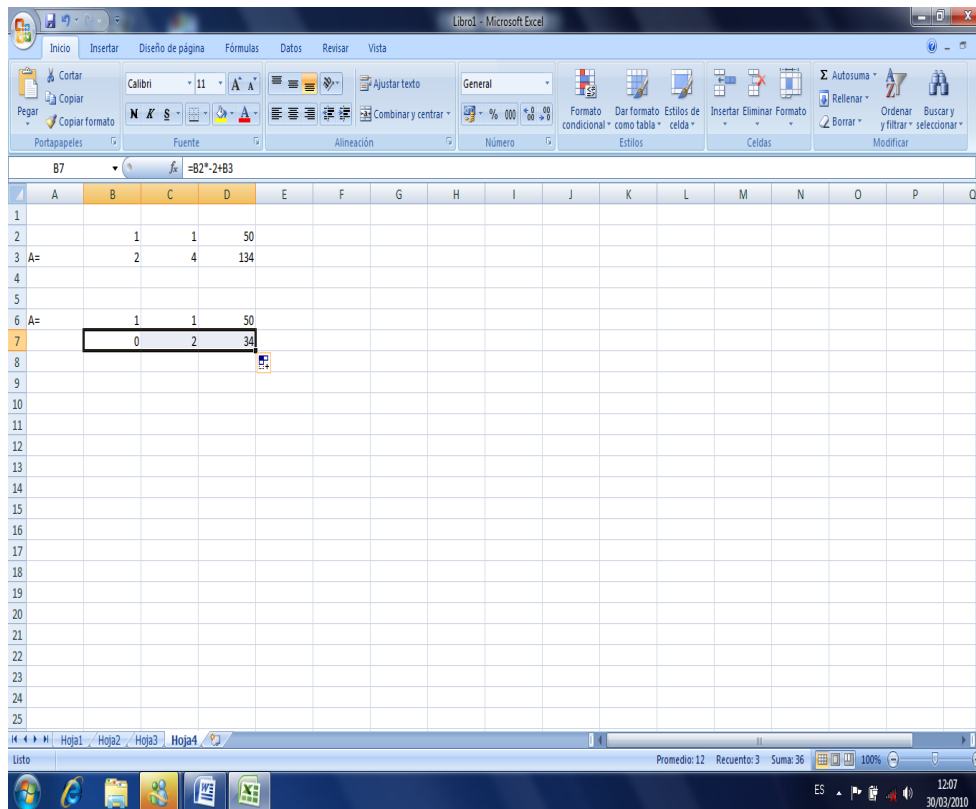 Libro1 - Microsoft Excel
Inicio Insertar Diseño de página Fórmulas Datos Revisar Vista
Pegar
Cortar
Copiar
Copiar formato
Portapapeles
Calibri 11
N K S
Fuente
Ajustar texto
Combinar y centrar
Alineación
General
% 000
Número
Formato condicional
Dar formato como tabla
Estilos de celda
Estilos
Insertar Eliminar Formato
Celdas
Σ Autosuma
Rellenar
Borrar
Ordenar y filtrar
Buscar y seleccionar
Modificar
B7 fx =B2*-2+B3
A B C D E F G H I J K L M N O P Q
1
2 1 1 50
3 A= 2 4 134
4
5
6 A= 1 1 50
7 0 2 34
8
9
10
11
12
13
14
15
16
17
18
19
20
21
22
23
24
25
Hoja1 Hoja2 Hoja3 Hoja4
Listo Promedio: 12 Recuento: 3 Suma: 36 100%
ES 12:07
30/03/2010